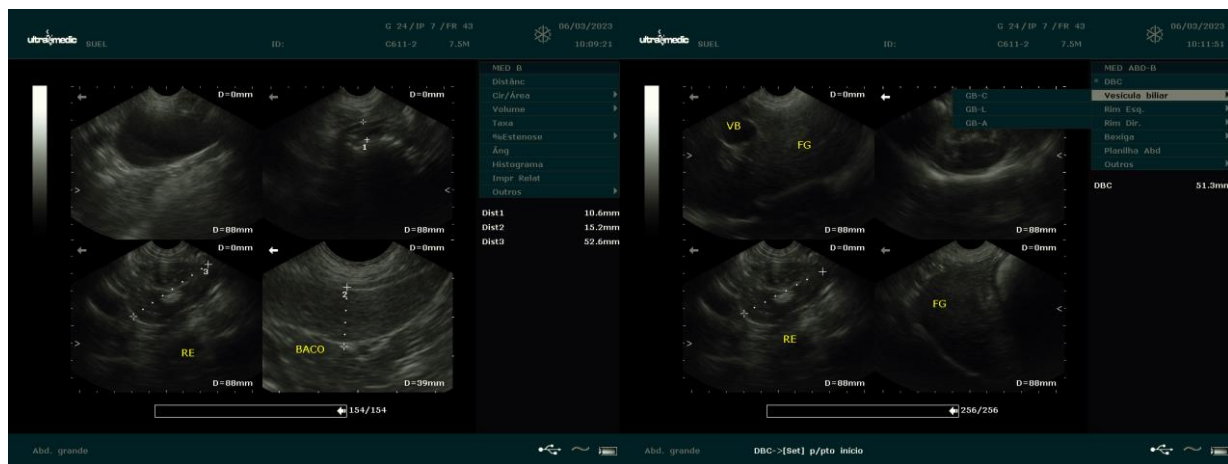 ultramedic SUEL ID: G 24/IP 7 /FR 43 06/03/2023
C611-2 7.5M 10:09:21
D=0mm D=0mm
1
D=88mm D=88mm
D=0mm D=0mm
3
2
RE BACO
D=88mm D=39mm
154/154
MED B
Distânc
Cir/Área
Volume
Taxa
%Estenose
Âng
Histograma
Impr Relat
Outros
Dist1 10.6mm
Dist2 15.2mm
Dist3 52.6mm
Abd. grande
ultramedic SUEL ID: G 24/IP 7 /FR 43 06/03/2023
C611-2 7.5M 10:11:51
D=0mm
VB
FG
D=88mm D=88mm
D=0mm D=0mm
FG
RE
D=88mm D=88mm
256/256
GB-C
GB-L
GB-A
MED ABD-B
* DBC
Vesícula biliar
Rim Esq.
Rim Dir.
Bexiga
Planilha Abd
Outros
DBC 51.3mm
Abd. grande DBC->[Set] p/pto início